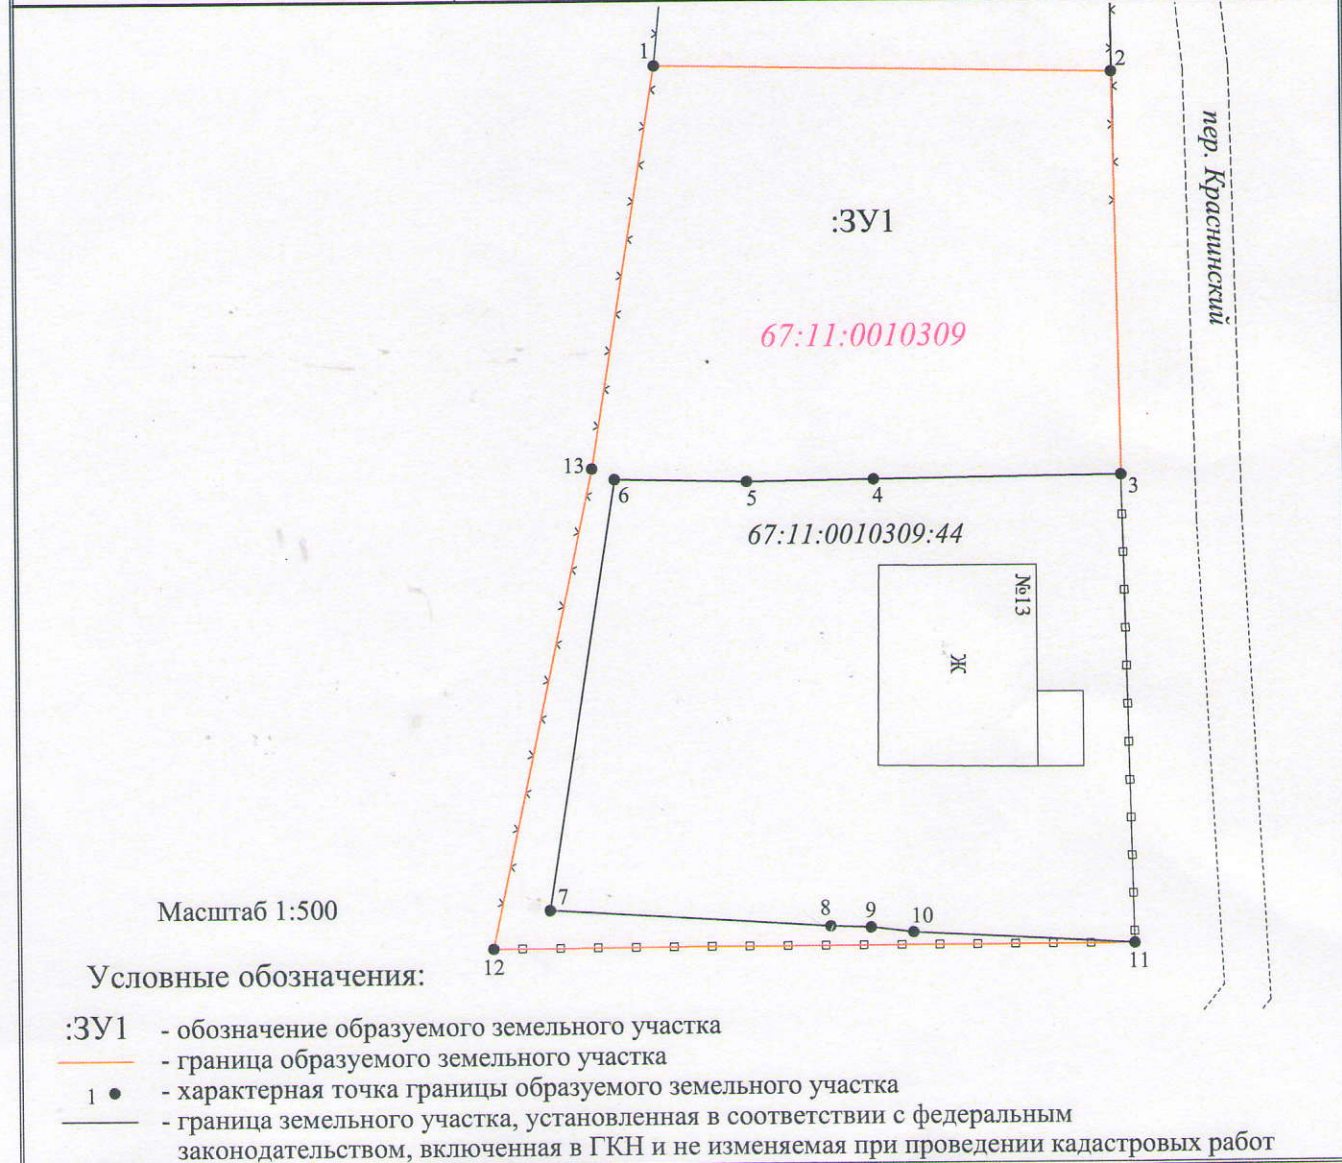 1
2
пер. Краснинский
:ЗУ1
67:11:0010309
13
6
5
4
3
67:11:0010309:44
№13
Ж
7
8
9
10
11
12
Масштаб 1:500
Условные обозначения:
:ЗУ1 - обозначение образуемого земельного участка
- граница образуемого земельного участка
1 - характерная точка границы образуемого земельного участка
- граница земельного участка, установленная в соответствии с федеральным
законодательством, включенная в ГКН и не изменяемая при проведении кадастровых работ